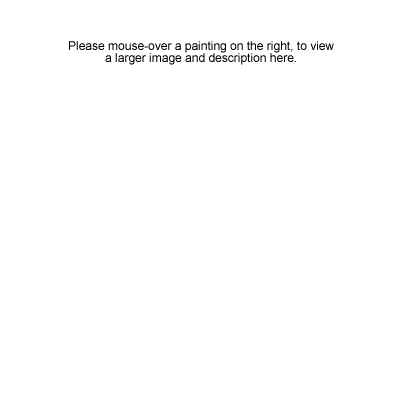 Please mouse-over a painting on the right, to view
a larger image and description here.